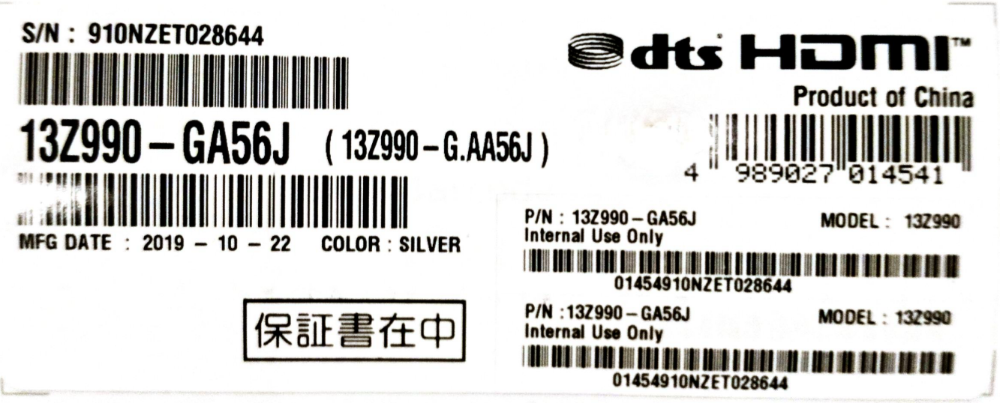 S/N : 910NZET028644
dts HDMI™
Product of China
13Z990-GA56J (13Z990-G.AA56J)
4 989027 014541
MFG DATE : 2019 - 10 - 22 COLOR : SILVER
保証書在中
P/N : 13Z990-GA56J MODEL : 13Z990
Internal Use Only
01454910NZET028644
P/N :13Z990-GA56J MODEL : 13Z990
Internal Use Only
01454910NZET028644